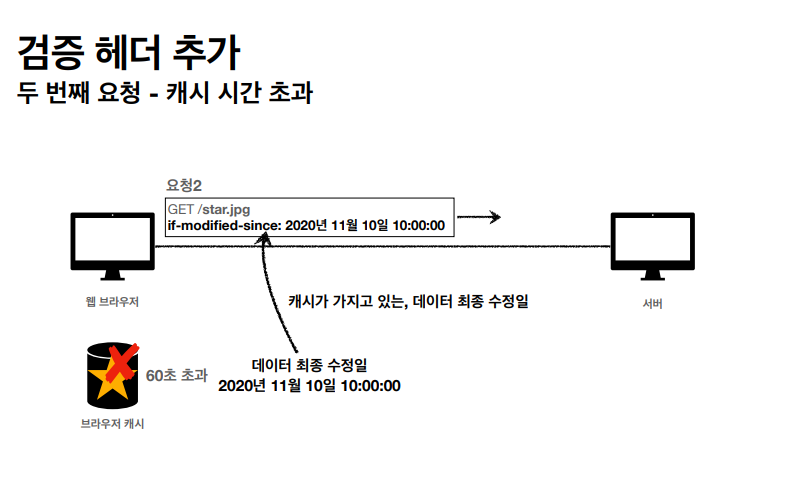 검증 헤더 추가
두 번째 요청 - 캐시 시간 초과
요청2
GET /star.jpg
if-modified-since: 2020년 11월 10일 10:00:00
웹 브라우저
서버
캐시가 가지고 있는, 데이터 최종 수정일
60초 초과
데이터 최종 수정일
2020년 11월 10일 10:00:00
브라우저 캐시